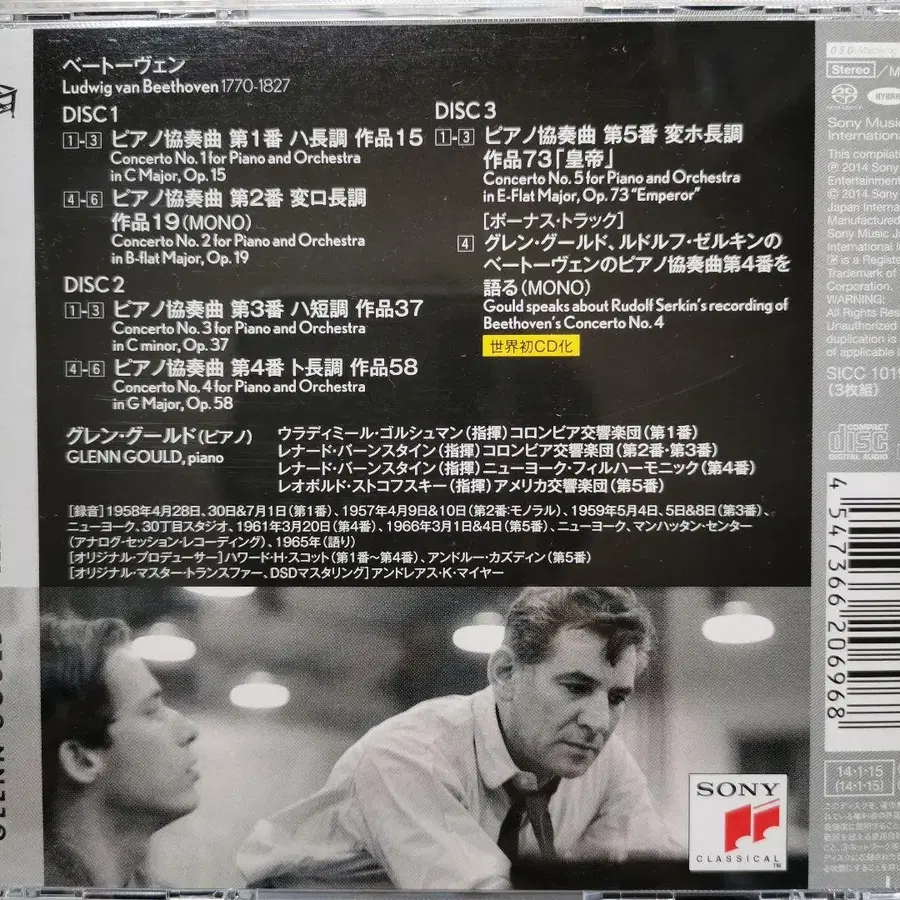 ベートーヴェン
Ludwig van Beethoven 1770-1827
DISC 1
1-3 ピアノ協奏曲 第1番 ハ長調 作品15
Concerto No. 1 for Piano and Orchestra
in C Major, Op. 15
4-6 ピアノ協奏曲 第2番 変ロ長調
作品19(MONO)
Concerto No. 2 for Piano and Orchestra
in B-flat Major, Op. 19
DISC 2
1-3 ピアノ協奏曲 第3番 ハ短調 作品37
Concerto No. 3 for Piano and Orchestra
in C minor, Op. 37
4-6 ピアノ協奏曲 第4番 ト長調 作品58
Concerto No. 4 for Piano and Orchestra
in G Major, Op. 58
DISC 3
1-3 ピアノ協奏曲 第5番 変ホ長調
作品73「皇帝」
Concerto No. 5 for Piano and Orchestra
in E-Flat Major, Op. 73 "Emperor"
[ボーナス・トラック]
4 グレン・グールド、ルドルフ・ゼルキンの
ベートーヴェンのピアノ協奏曲第4番を
語る(MONO)
Gould speaks about Rudolf Serkin's recording of
Beethoven's Concerto No. 4
世界初CD化
グレン・グールド(ピアノ)
GLENN GOULD, piano
ウラディミール・ゴルシュマン(指揮)コロンビア交響楽団(第1番)
レナード・バーンスタイン(指揮)コロンビア交響楽団(第2番・第3番)
レナード・バーンスタイン(指揮)ニューヨーク・フィルハーモニック(第4番)
レオポルド・ストコフスキー(指揮)アメリカ交響楽団(第5番)
[録音]1958年4月28日、30日&7月1日(第1番)、1957年4月9日&10日(第2番:モノラル)、1959年5月4日、5日&8日(第3番)、
ニューヨーク、30丁目スタジオ、1961年3月20日(第4番)、1966年3月1日&4日(第5番)、ニューヨーク、マンハッタン・センター
(アナログ・セッション・レコーディング)、1965年(語り)
[オリジナル・プロデューサー]ハワード・H・スコット(第1番〜第4番)、アンドルー・カズディン(第5番)
[オリジナル・マスター・トランスファー、DSDマスタリング]アンドレアス・K・マイヤー
SONY
CLASSICAL
Stereo/M
HYBR
Sony Music
International
This compilation
℗ 2014 Sony
Entertainment
© 2014 Sony
Japan Interna
Manufactured
Sony Music Ja
International I
is a Registe
Trademark of
Corporation.
WARNING:
All Rights Rese
Unauthorized
duplication is
of applicable l
SICC 1019
(3枚組)
COMPACT
disc
DIGITAL AUDIO
4 547366 206968
14・1・15
(14・1・15)